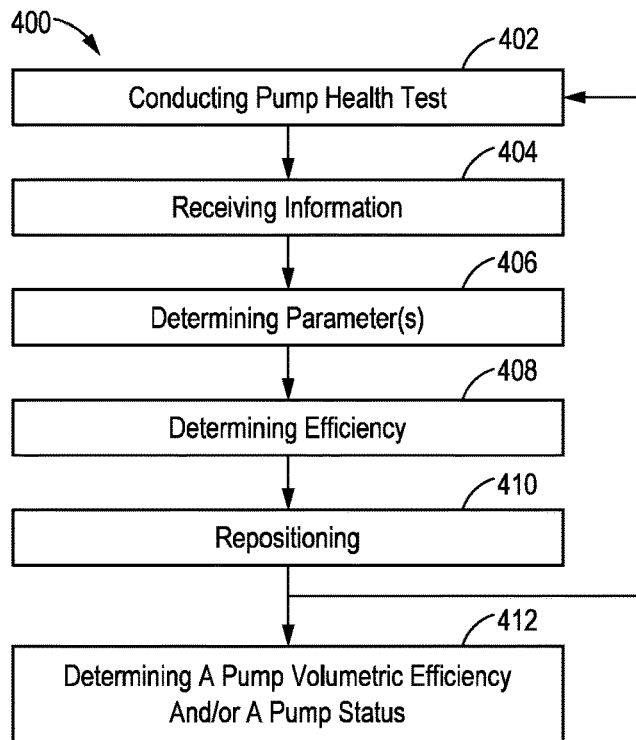 400
402
Conducting Pump Health Test
404
Receiving Information
406
Determining Parameter(s)
408
Determining Efficiency
410
Repositioning
412
Determining A Pump Volumetric Efficiency
And/or A Pump Status